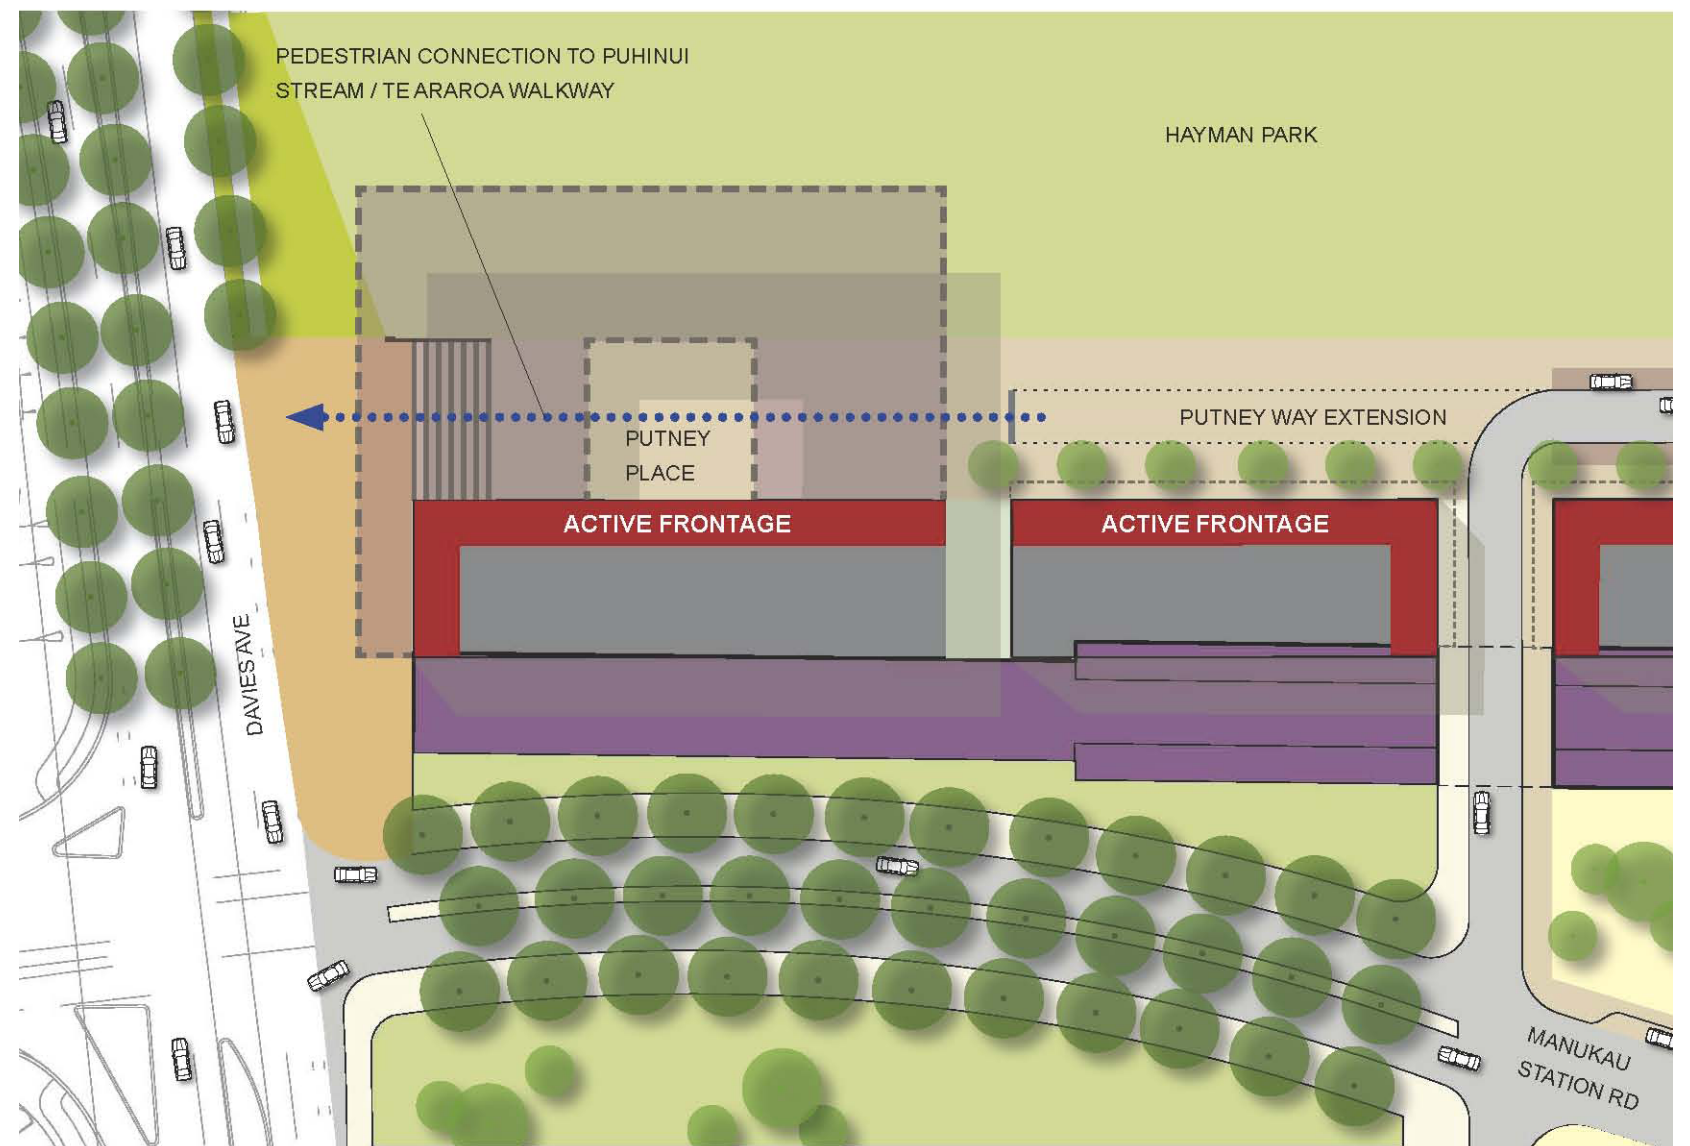 PEDESTRIAN CONNECTION TO PUHINUI
STREAM / TE ARAROA WALKWAY
HAYMAN PARK
PUTNEY WAY EXTENSION
PUTNEY
PLACE
ACTIVE FRONTAGE
ACTIVE FRONTAGE
DAVIES AVE
MANUKAU
STATION RD